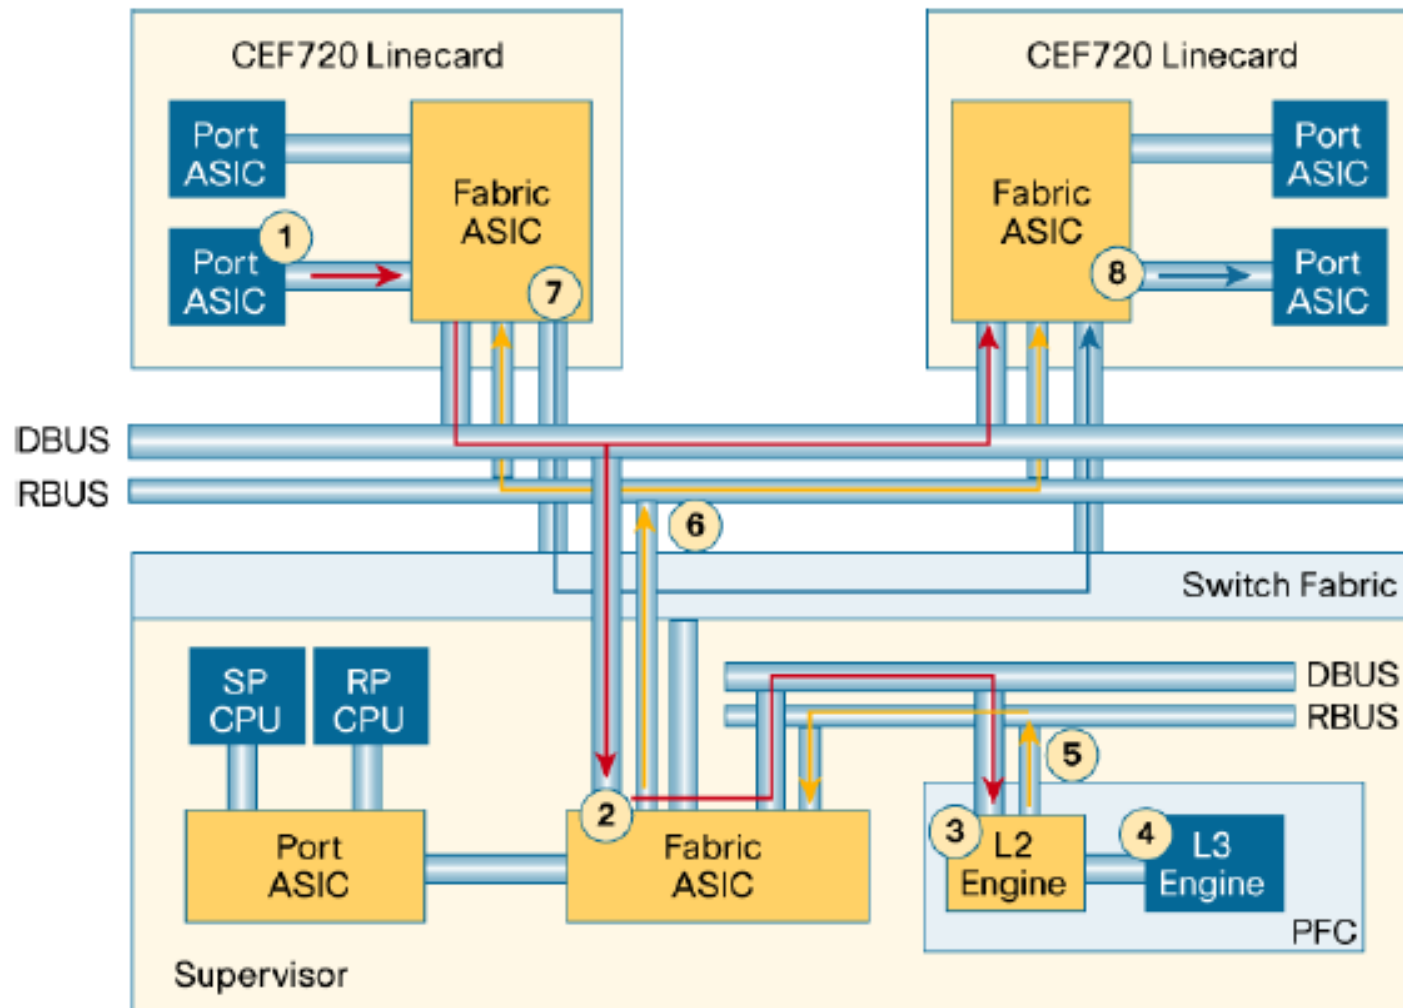 CEF720 Linecard
CEF720 Linecard
Port
ASIC
Fabric
ASIC
Port
ASIC
1
7
Fabric
ASIC
Port
ASIC
8
Port
ASIC
DBUS
RBUS
6
Switch Fabric
SP
CPU
RP
CPU
DBUS
RBUS
5
2
3
4
Port
ASIC
Fabric
ASIC
L2
Engine
L3
Engine
PFC
Supervisor